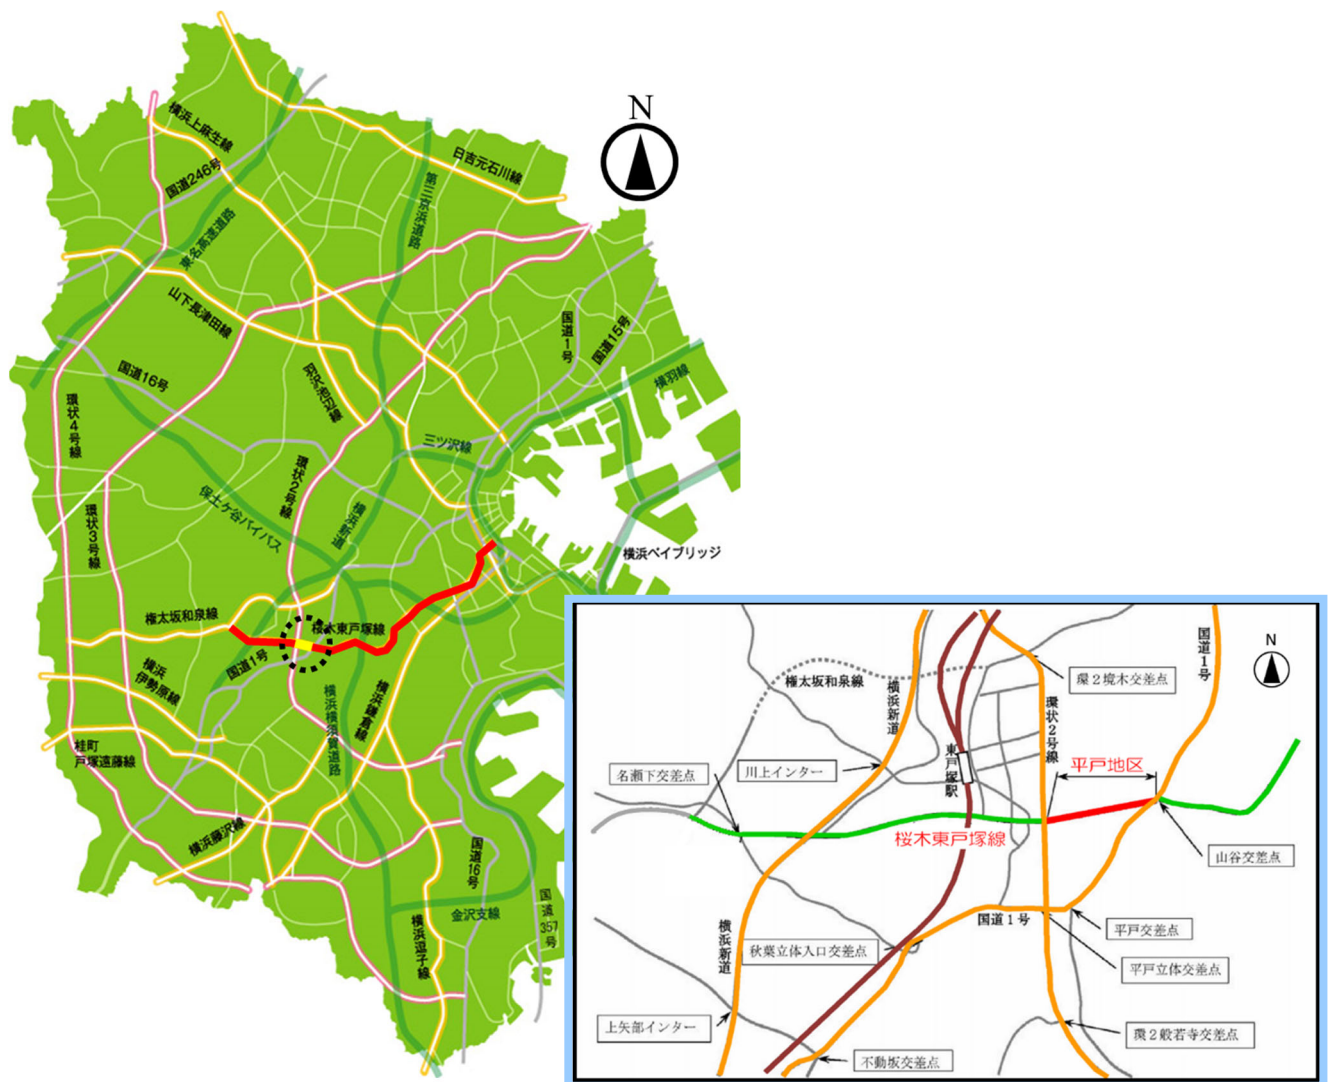 N
横浜上麻生線
国道246号
日吉元石川線
第三京浜道路
東名高速道路
山下長津田線
国道1号
国道15号
国道16号
羽沢池辺線
横羽線
環状4号線
三ツ沢線
環状2号線
保土ケ谷バイパス
横浜新道
環状3号線
横浜ベイブリッジ
権太坂和泉線
桜木東戸塚線
国道1号
横浜
伊勢原線
横浜鎌倉線
横浜横須賀道路
桂町
戸塚遠藤線
横浜藤沢線
国道16号
金沢支線
国道357号
横浜逗子線
N
国道1号
環2境木交差点
権太坂和泉線
横浜新道
環状2号線
東戸塚駅
平戸地区
名瀬下交差点
川上インター
桜木東戸塚線
山谷交差点
国道1号
平戸交差点
横浜新道
秋葉立体入口交差点
平戸立体交差点
上矢部インター
環2般若寺交差点
不動坂交差点